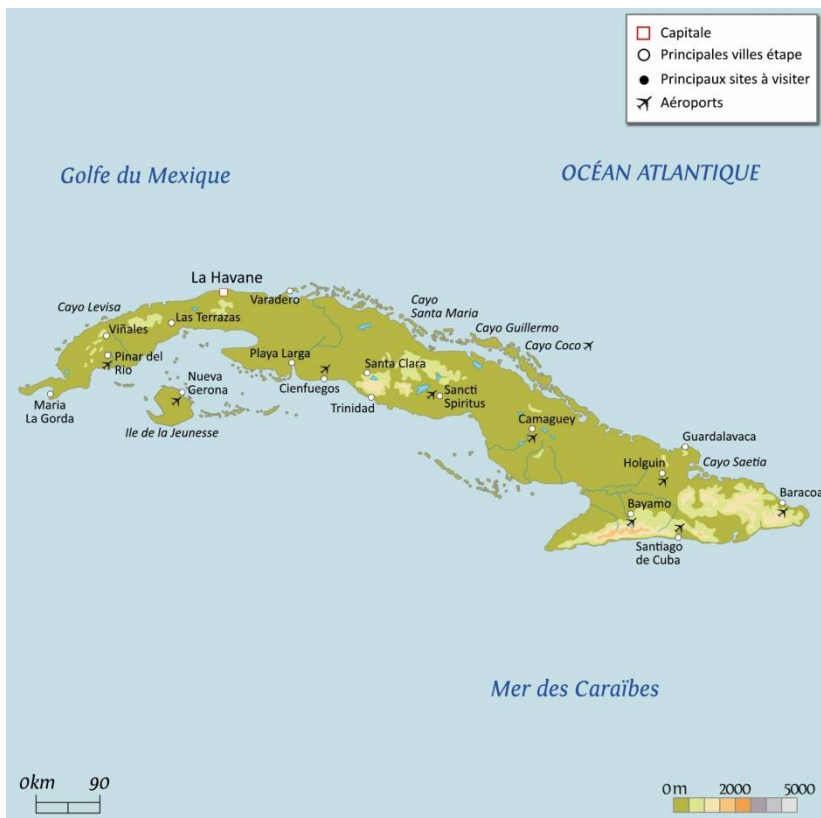 Capitale
Principales villes étape
Principaux sites à visiter
Aéroports
Golfe du Mexique
OCÉAN ATLANTIQUE
La Havane
Cayo Levisa
Varadero
Cayo
Santa Maria
Las Terrazas
Viñales
Cayo Guillermo
Cayo Coco
Pinar del
Rio
Playa Larga
Santa Clara
Nueva
Gerona
Cienfuegos
Sancti
Spiritus
Maria
La Gorda
Trinidad
Ile de la Jeunesse
Camaguey
Guardalavaca
Holguin
Cayo Saetia
Bayamo
Baracoa
Santiago
de Cuba
Mer des Caraïbes
0km 90
0 m 2000 5000